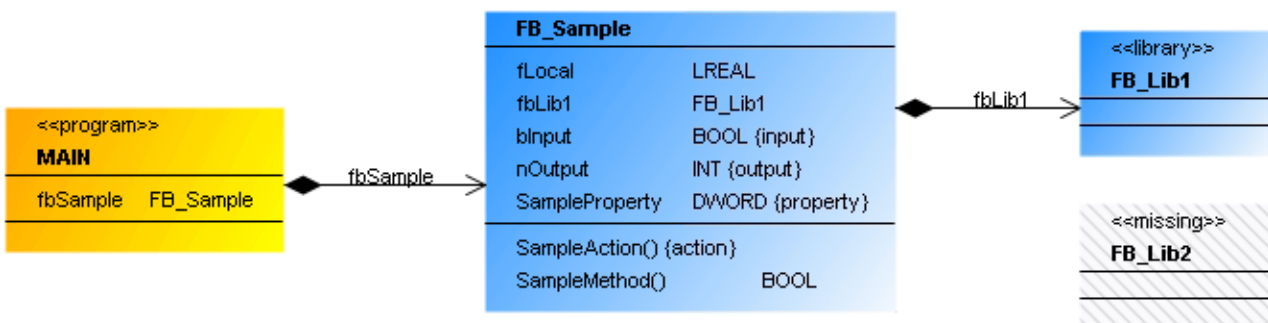 <<program>>
MAIN
fbSample FB_Sample
fbSample
FB_Sample
fLocal LREAL
fbLib1 FB_Lib1
bInput BOOL {input}
nOutput INT {output}
SampleProperty DWORD {property}
SampleAction() {action}
SampleMethod() BOOL
fbLib1
<<library>>
FB_Lib1
<<missing>>
FB_Lib2